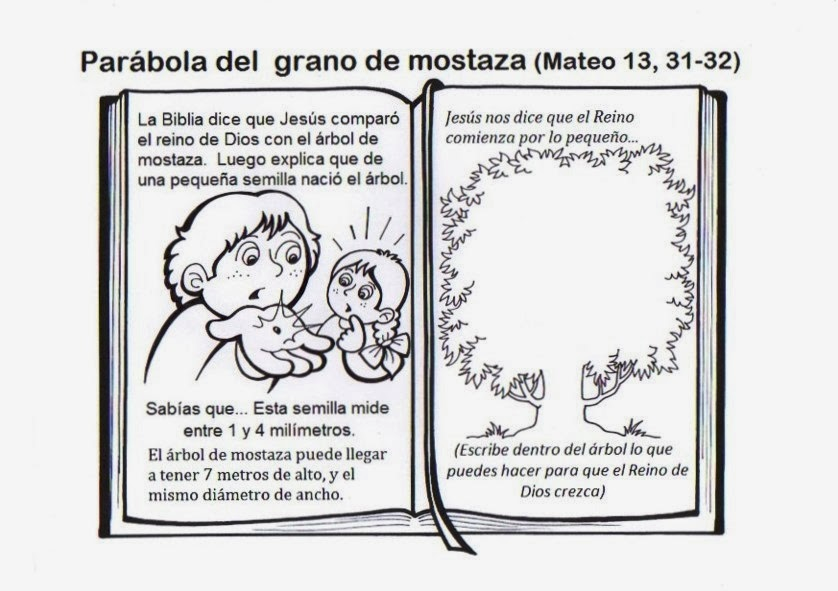 Parábola del grano de mostaza (Mateo 13, 31-32)
La Biblia dice que Jesús comparó
el reino de Dios con el árbol de
mostaza. Luego explica que de
una pequeña semilla nació el árbol.
Sabías que... Esta semilla mide
entre 1 y 4 milímetros.
El árbol de mostaza puede llegar
a tener 7 metros de alto, y el
mismo diámetro de ancho.
Jesús nos dice que el Reino
comienza por lo pequeño...
(Escribe dentro del árbol lo que
puedes hacer para que el Reino de
Dios crezca)